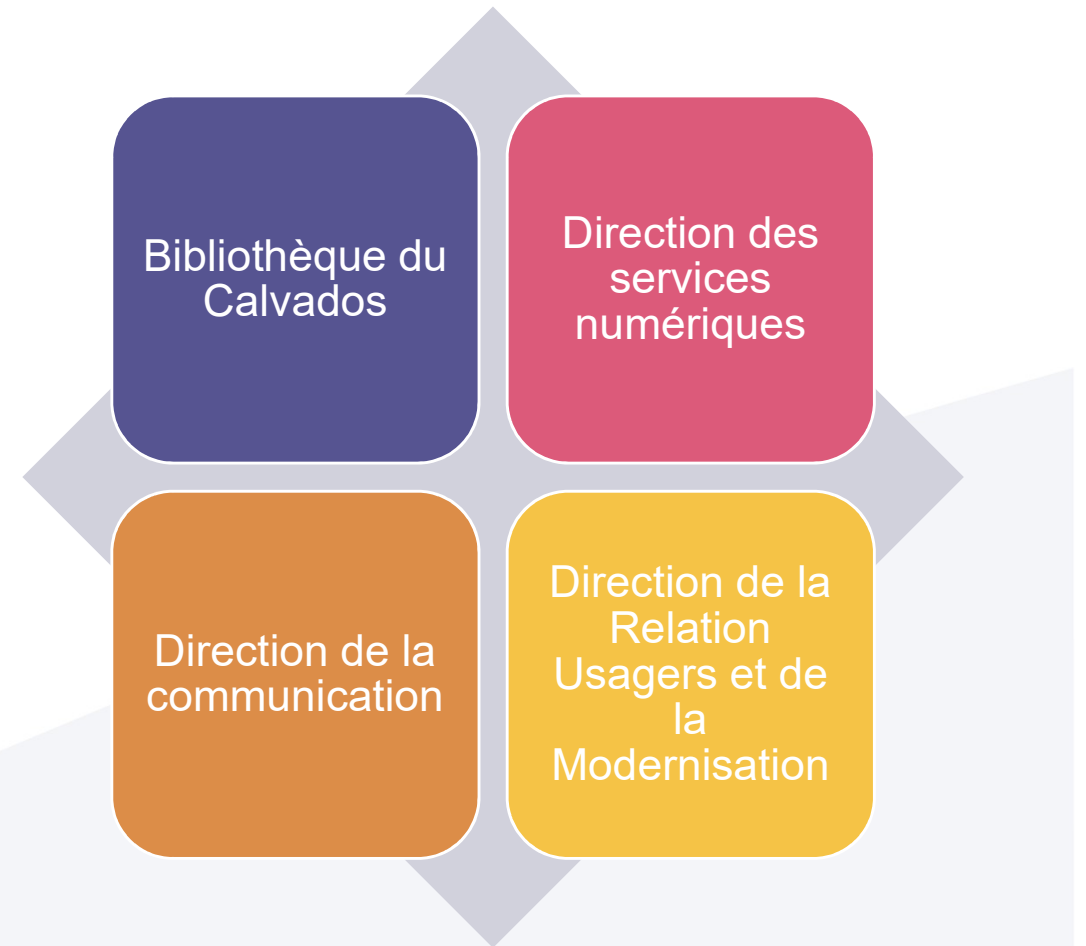 Bibliothèque du
Calvados
Direction des
services
numériques
Direction de la
communication
Direction de la
Relation
Usagers et de
la
Modernisation